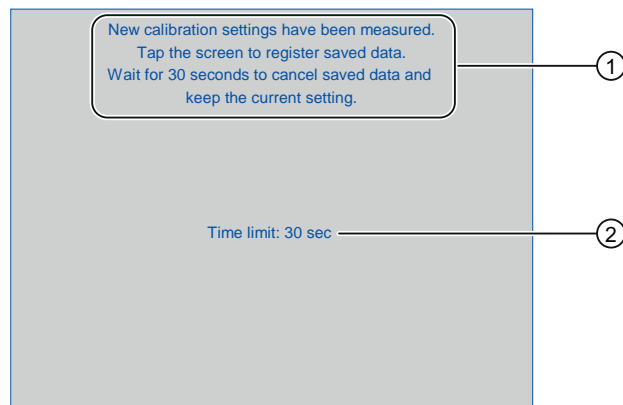 New calibration settings have been measured.
Tap the screen to register saved data.
Wait for 30 seconds to cancel saved data and
keep the current setting.
1
Time limit: 30 sec
2